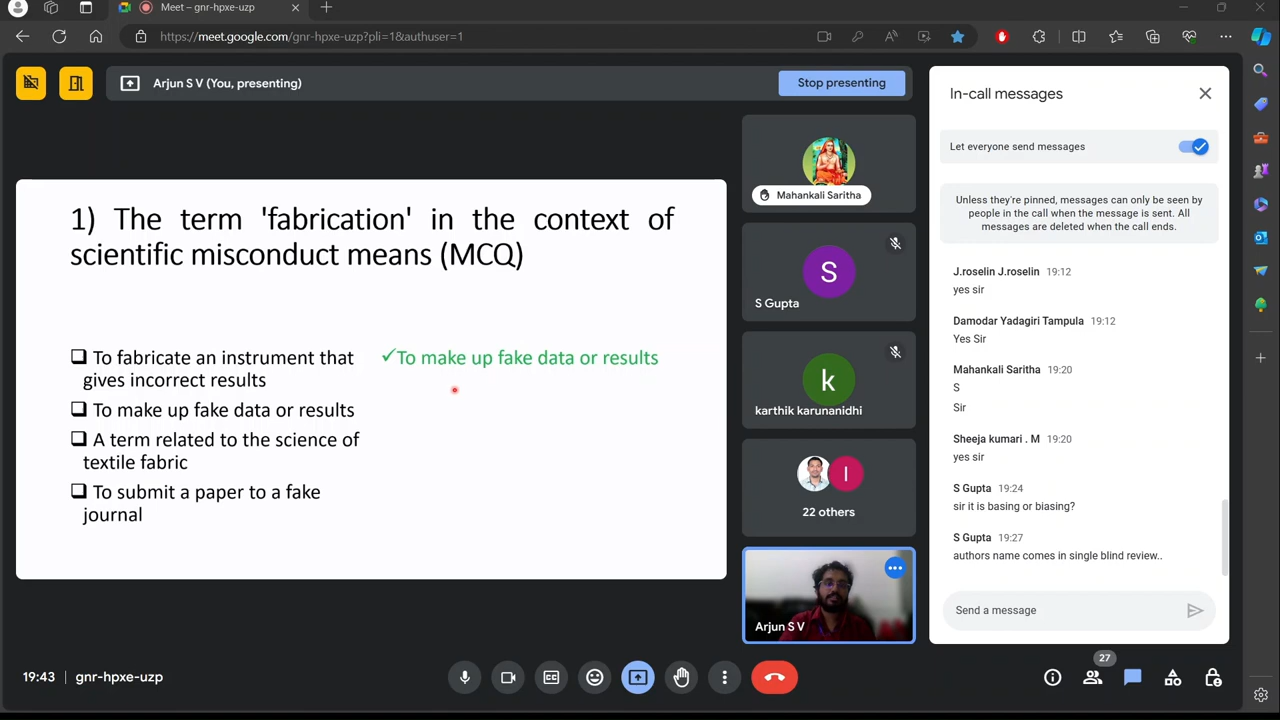 Meet – gnr-hpxe-uzp
https://meet.google.com/gnr-hpxe-uzp?pli=1&authuser=1
Arjun S V (You, presenting)
Stop presenting
1) The term 'fabrication' in the context of
scientific misconduct means (MCQ)
To fabricate an instrument that
gives incorrect results
To make up fake data or results
A term related to the science of
textile fabric
To submit a paper to a fake
journal
✓To make up fake data or results
Mahankali Saritha
S
S Gupta
k
karthik karunanidhi
I
22 others
Arjun S V
In-call messages
Let everyone send messages
Unless they're pinned, messages can only be seen by
people in the call when the message is sent. All
messages are deleted when the call ends.
J.roselin J.roselin 19:12
yes sir
Damodar Yadagiri Tampula 19:12
Yes Sir
Mahankali Saritha 19:20
S
Sir
Sheeja kumari . M 19:20
yes sir
S Gupta 19:24
sir it is basing or biasing?
S Gupta 19:27
authors name comes in single blind review..
Send a message
19:43 | gnr-hpxe-uzp
27